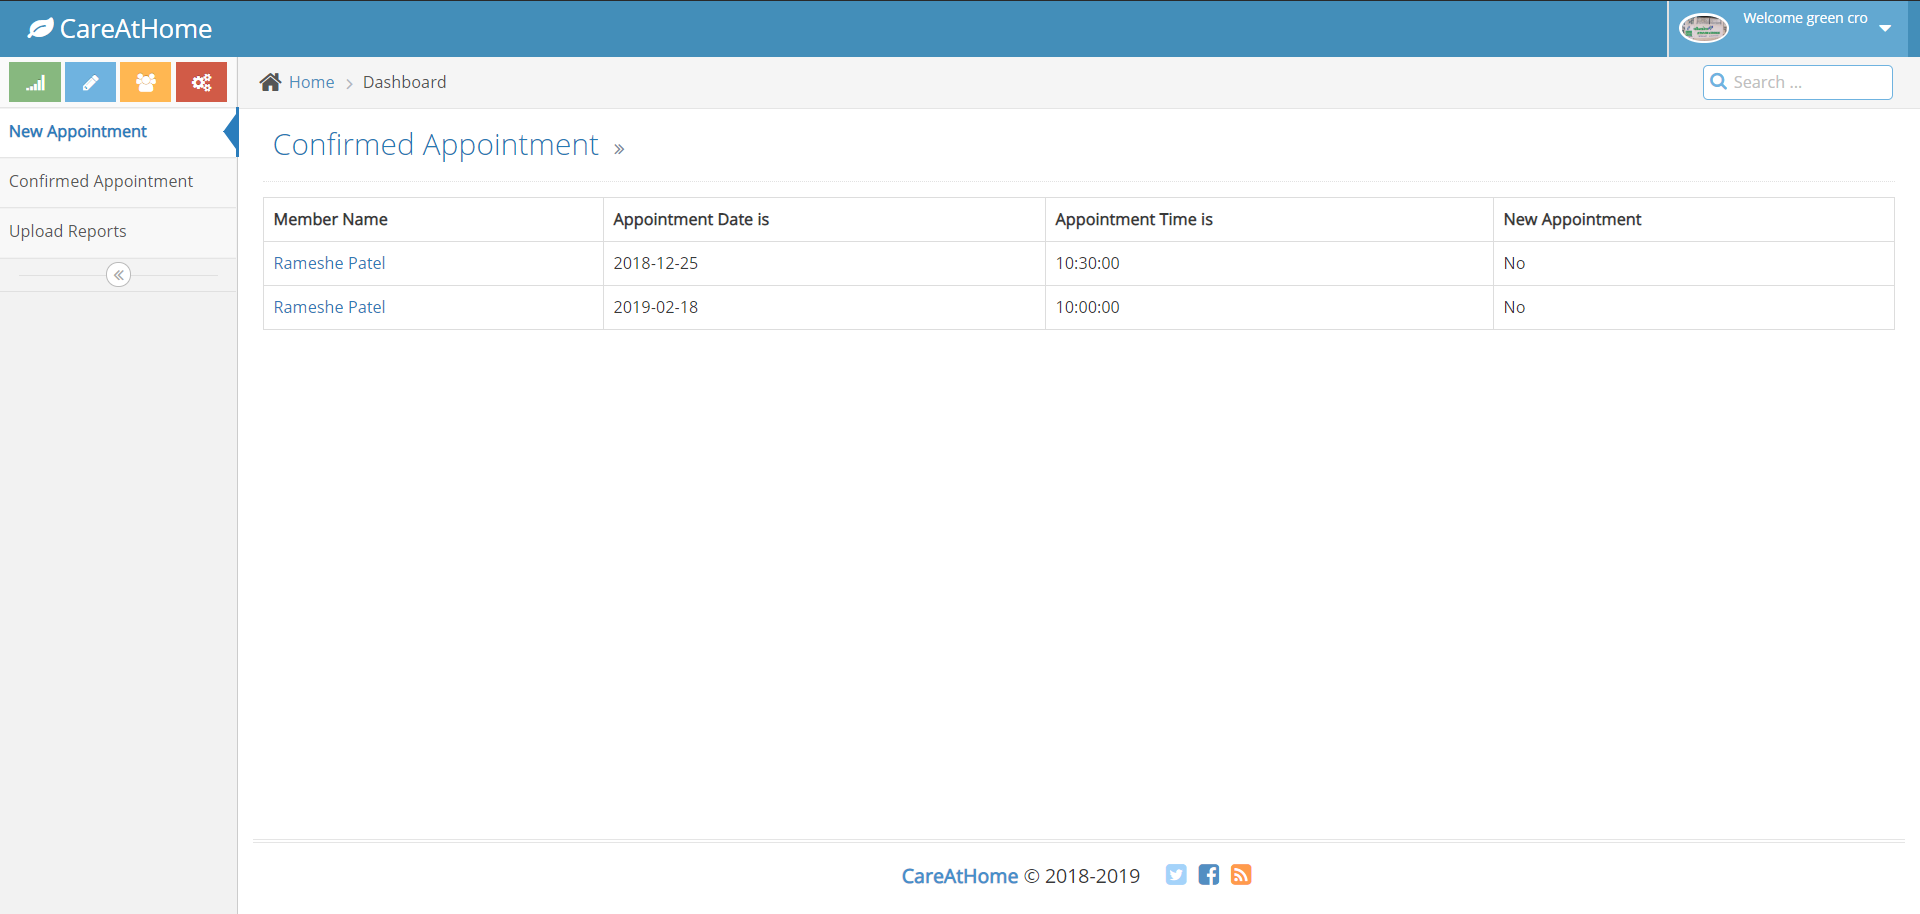 CareAtHome
Welcome green cro
Home
Dashboard
Search ...
New Appointment
Confirmed Appointment
Upload Reports
Confirmed Appointment »
Member Name Appointment Date is Appointment Time is New Appointment
Rameshe Patel 2018-12-25 10:30:00 No
Rameshe Patel 2019-02-18 10:00:00 No
CareAtHome © 2018-2019